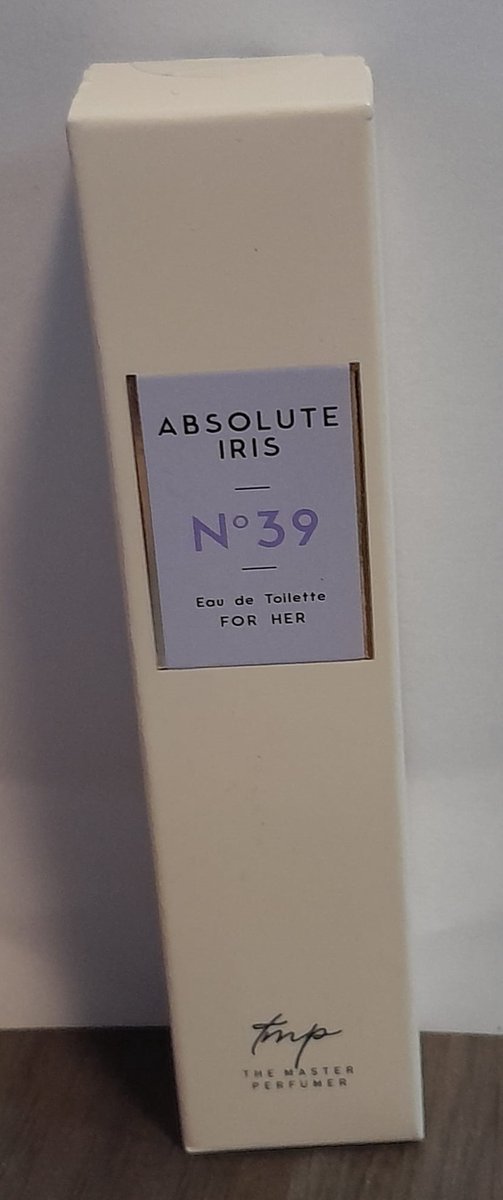 ABSOLUTE
IRIS
N°39
Eau de Toilette
FOR HER
tmp
THE MASTER
PERFUMER